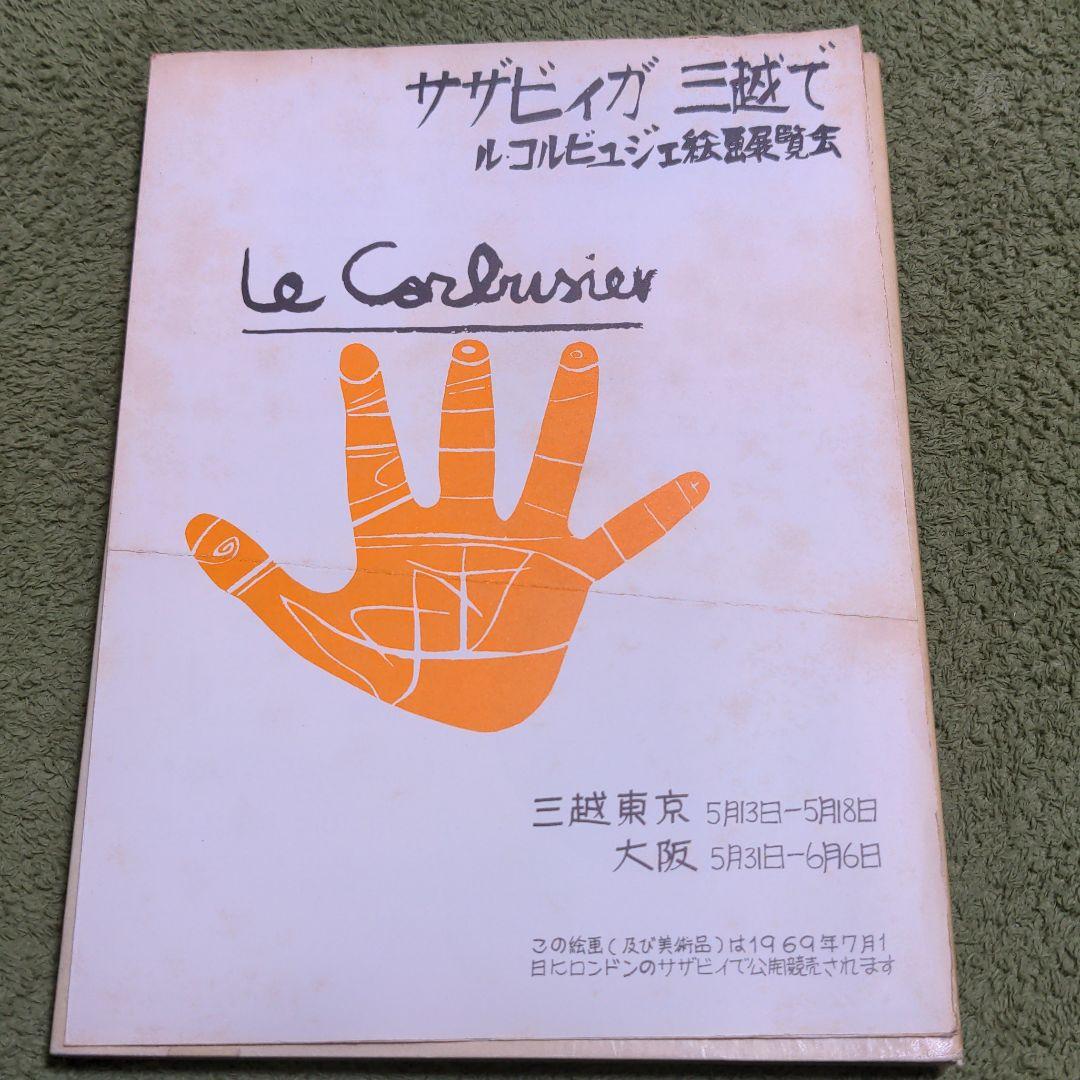 サザビィガ 三越で
ル·コルビュジェ絵画展覧会
Le Corbusier
三越東京 5月13日-5月18日
大阪 5月31日-6月6日
この絵画(及び美術品)は1969年7月1
日にロンドンのサザビイで公開競売されます